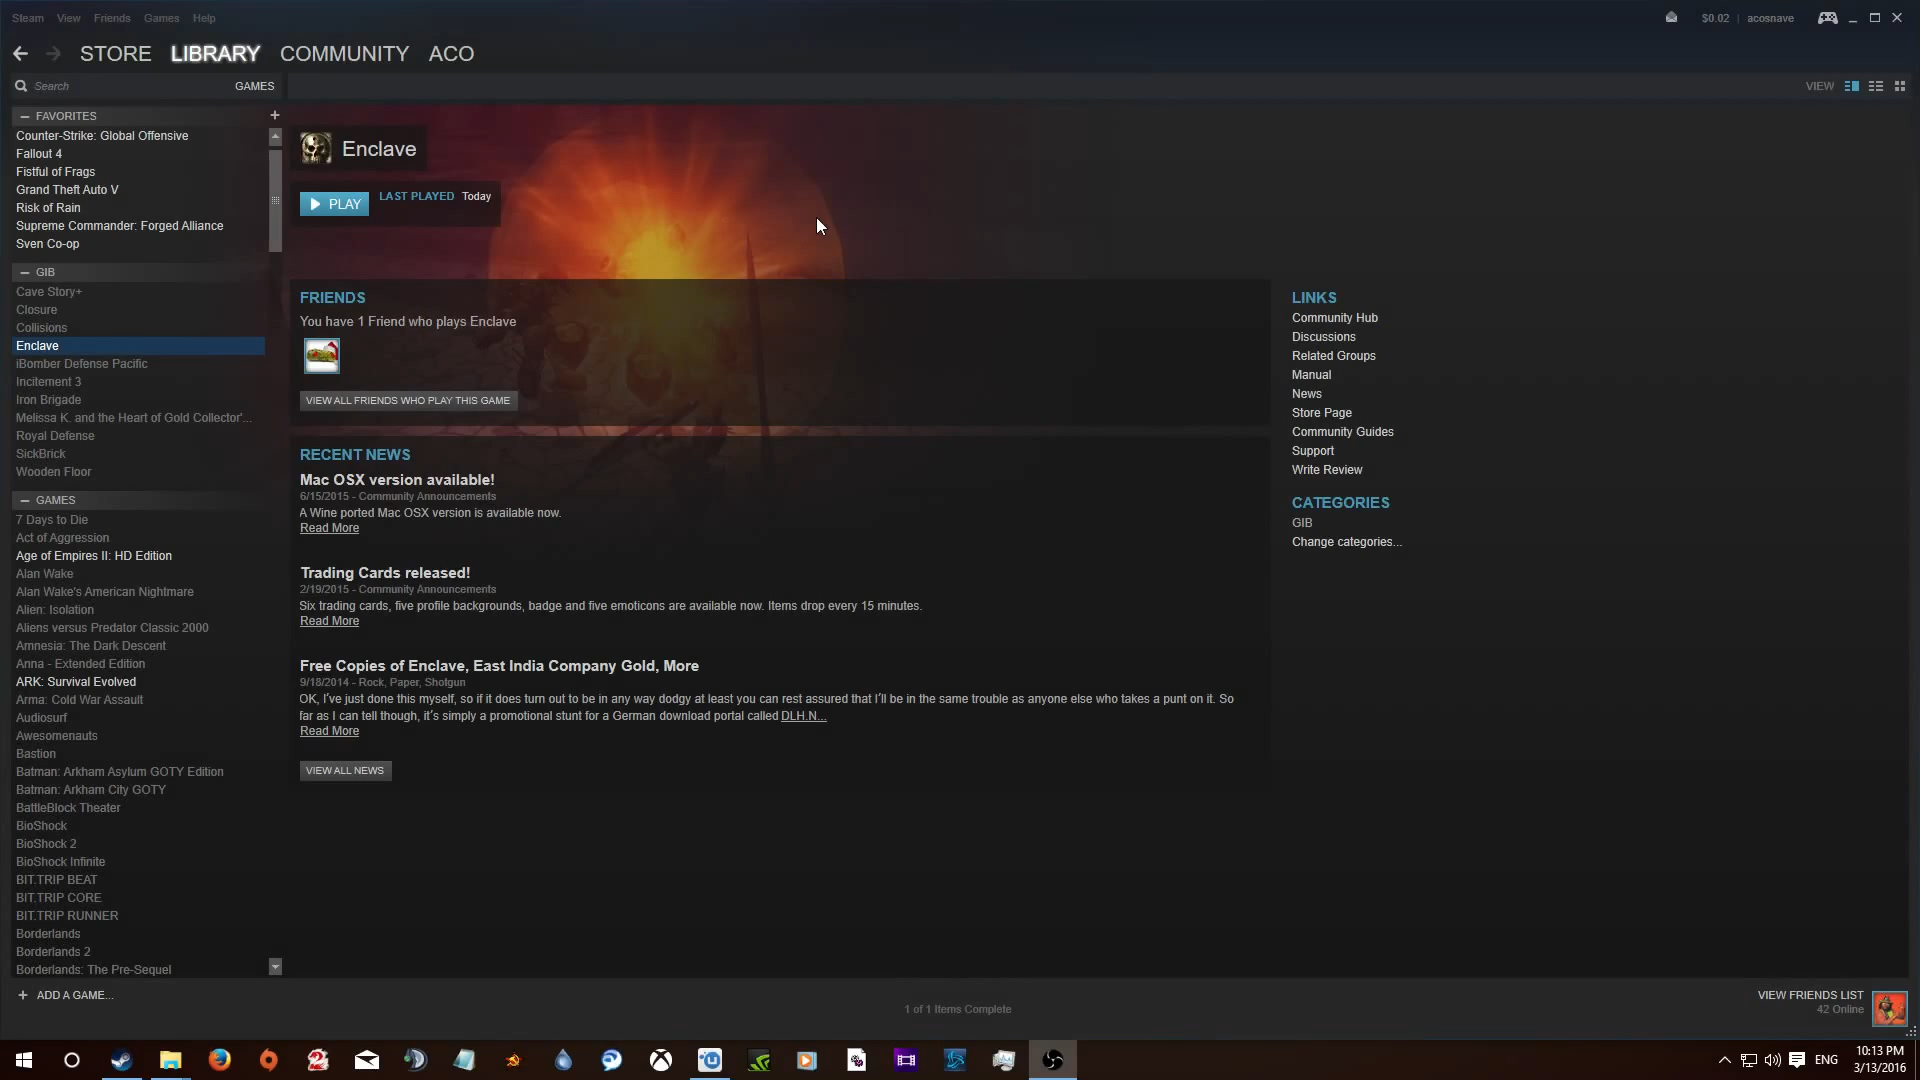 Steam View Friends Games Help
$0.02 | acosnave
STORE LIBRARY COMMUNITY ACO
Search GAMES
VIEW
FAVORITES
Counter-Strike: Global Offensive
Fallout 4
Fistful of Frags
Grand Theft Auto V
Risk of Rain
Supreme Commander: Forged Alliance
Sven Co-op
GIB
Cave Story+
Closure
Collisions
Enclave
iBomber Defense Pacific
Incitement 3
Iron Brigade
Melissa K. and the Heart of Gold Collector'...
Royal Defense
SickBrick
Wooden Floor
GAMES
7 Days to Die
Act of Aggression
Age of Empires II: HD Edition
Alan Wake
Alan Wake's American Nightmare
Alien: Isolation
Aliens versus Predator Classic 2000
Amnesia: The Dark Descent
Anna - Extended Edition
ARK: Survival Evolved
Arma: Cold War Assault
Audiosurf
Awesomenauts
Bastion
Batman: Arkham Asylum GOTY Edition
Batman: Arkham City GOTY
BattleBlock Theater
BioShock
BioShock 2
BioShock Infinite
BIT.TRIP BEAT
BIT.TRIP CORE
BIT.TRIP RUNNER
Borderlands
Borderlands 2
Borderlands: The Pre-Sequel
+ ADD A GAME...
Enclave
PLAY
LAST PLAYED Today
FRIENDS
You have 1 Friend who plays Enclave
VIEW ALL FRIENDS WHO PLAY THIS GAME
RECENT NEWS
Mac OSX version available!
6/15/2015 - Community Announcements
A Wine ported Mac OSX version is available now.
Read More
Trading Cards released!
2/19/2015 - Community Announcements
Six trading cards, five profile backgrounds, badge and five emoticons are available now. Items drop every 15 minutes.
Read More
Free Copies of Enclave, East India Company Gold, More
9/18/2014 - Rock, Paper, Shotgun
OK, I've just done this myself, so if it does turn out to be in any way dodgy at least you can rest assured that I'll be in the same trouble as anyone else who takes a punt on it. So
far as I can tell though, it's simply a promotional stunt for a German download portal called DLH.N...
Read More
VIEW ALL NEWS
LINKS
Community Hub
Discussions
Related Groups
Manual
News
Store Page
Community Guides
Support
Write Review
CATEGORIES
GIB
Change categories...
1 of 1 Items Complete
VIEW FRIENDS LIST
42 Online
ENG
10:13 PM
3/13/2016